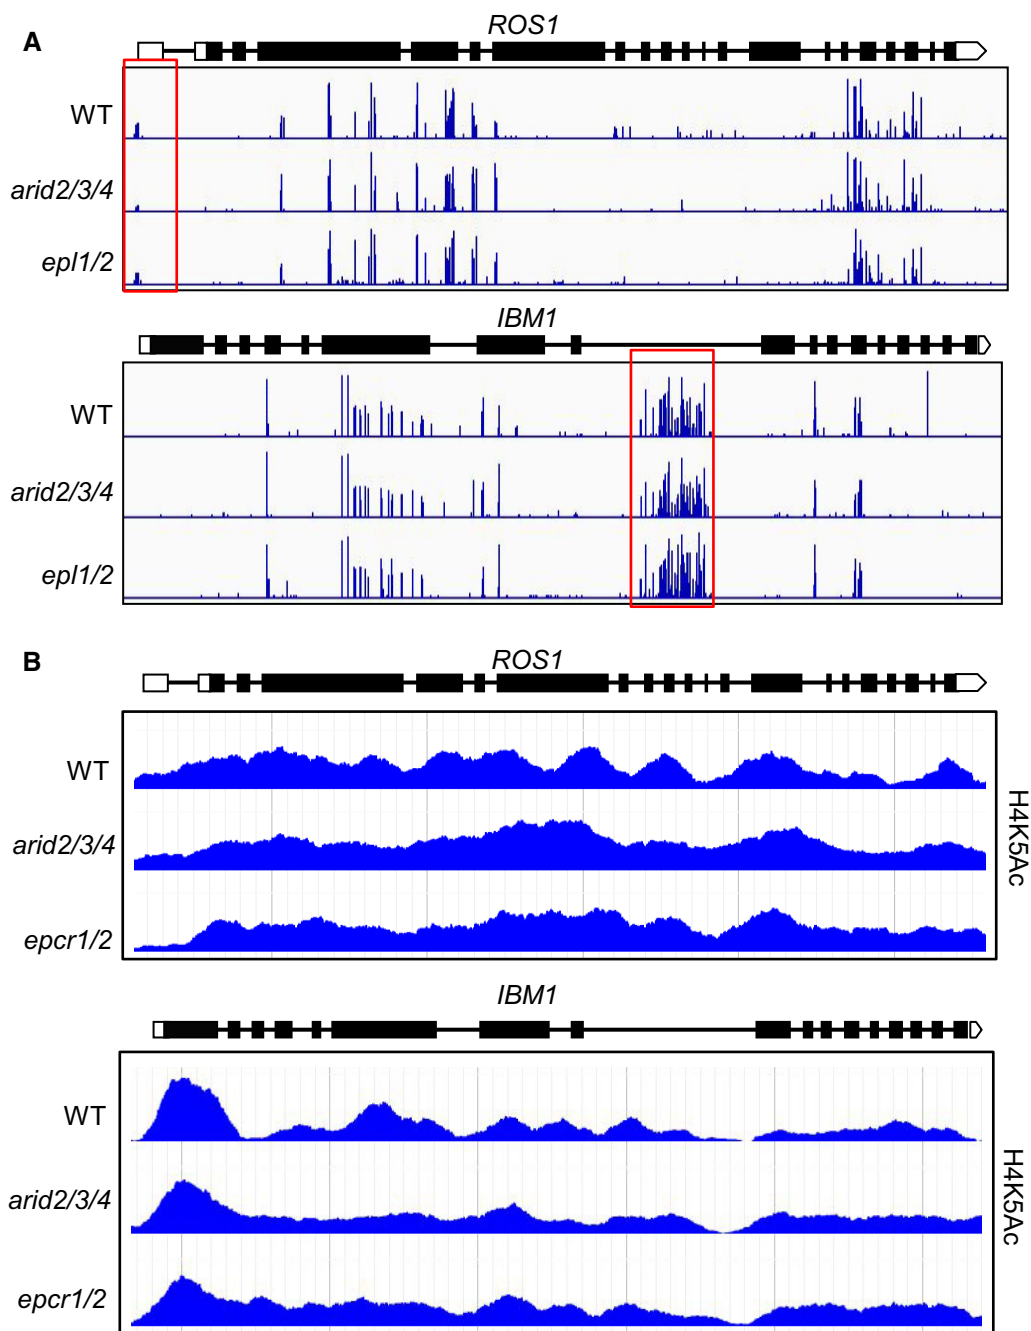 A
ROS1
WT
arid2/3/4
epl1/2
IBM1
WT
arid2/3/4
epl1/2
B
ROS1
WT
arid2/3/4
epcr1/2
H4K5Ac
IBM1
WT
arid2/3/4
epcr1/2
H4K5Ac